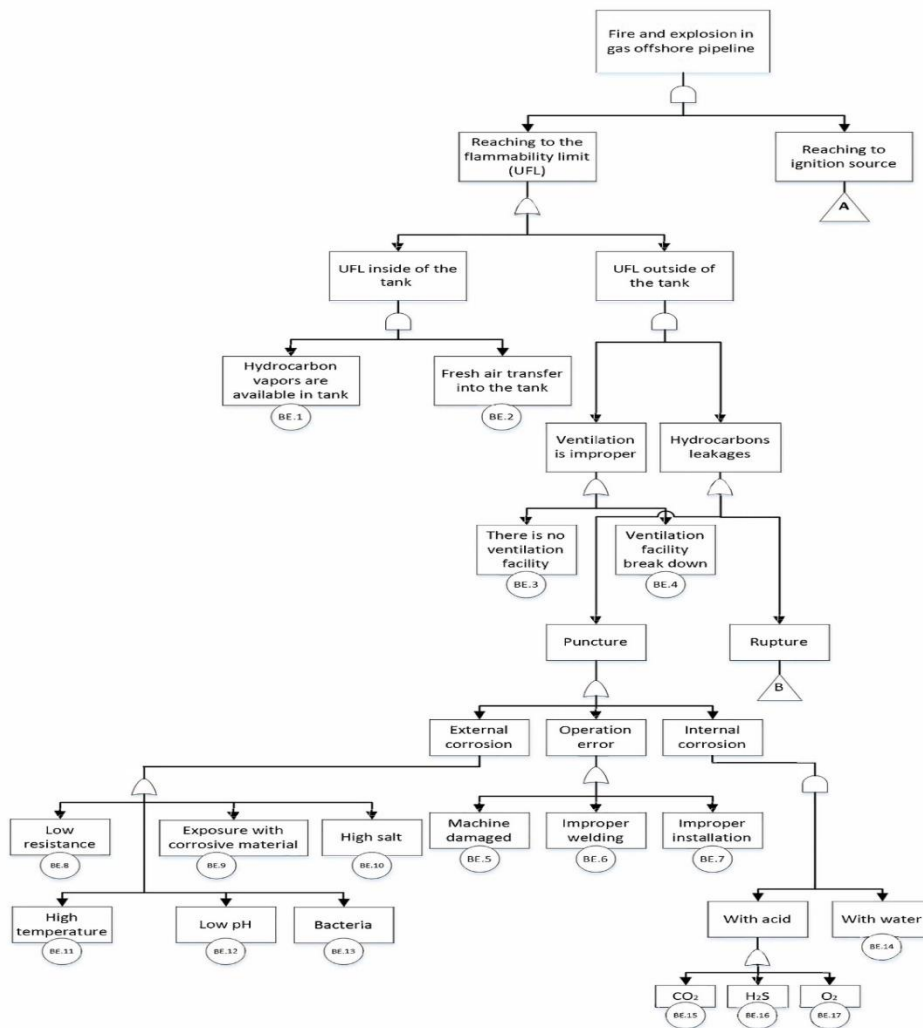 Fire and explosion in
gas offshore pipeline
Reaching to the
flammability limit
(UFL)
Reaching to
ignition source
A
UFL inside of the
tank
UFL outside of
the tank
Hydrocarbon
vapors are
available in tank
BE.1
Fresh air transfer
into the tank
BE.2
Ventilation
is improper
Hydrocarbons
leakages
There is no
ventilation
facility
BE.3
Ventilation
facility
break down
BE.4
Puncture
Rupture
B
External
corrosion
Operation
error
Internal
corrosion
Low
resistance
BE.8
Exposure with
corrosive material
BE.9
High salt
BE.10
Machine
damaged
BE.5
Improper
welding
BE.6
Improper
installation
BE.7
High
temperature
BE.11
Low pH
BE.12
Bacteria
BE.13
With acid
With water
BE.14
CO₂
BE.15
H₂S
BE.16
O₂
BE.17